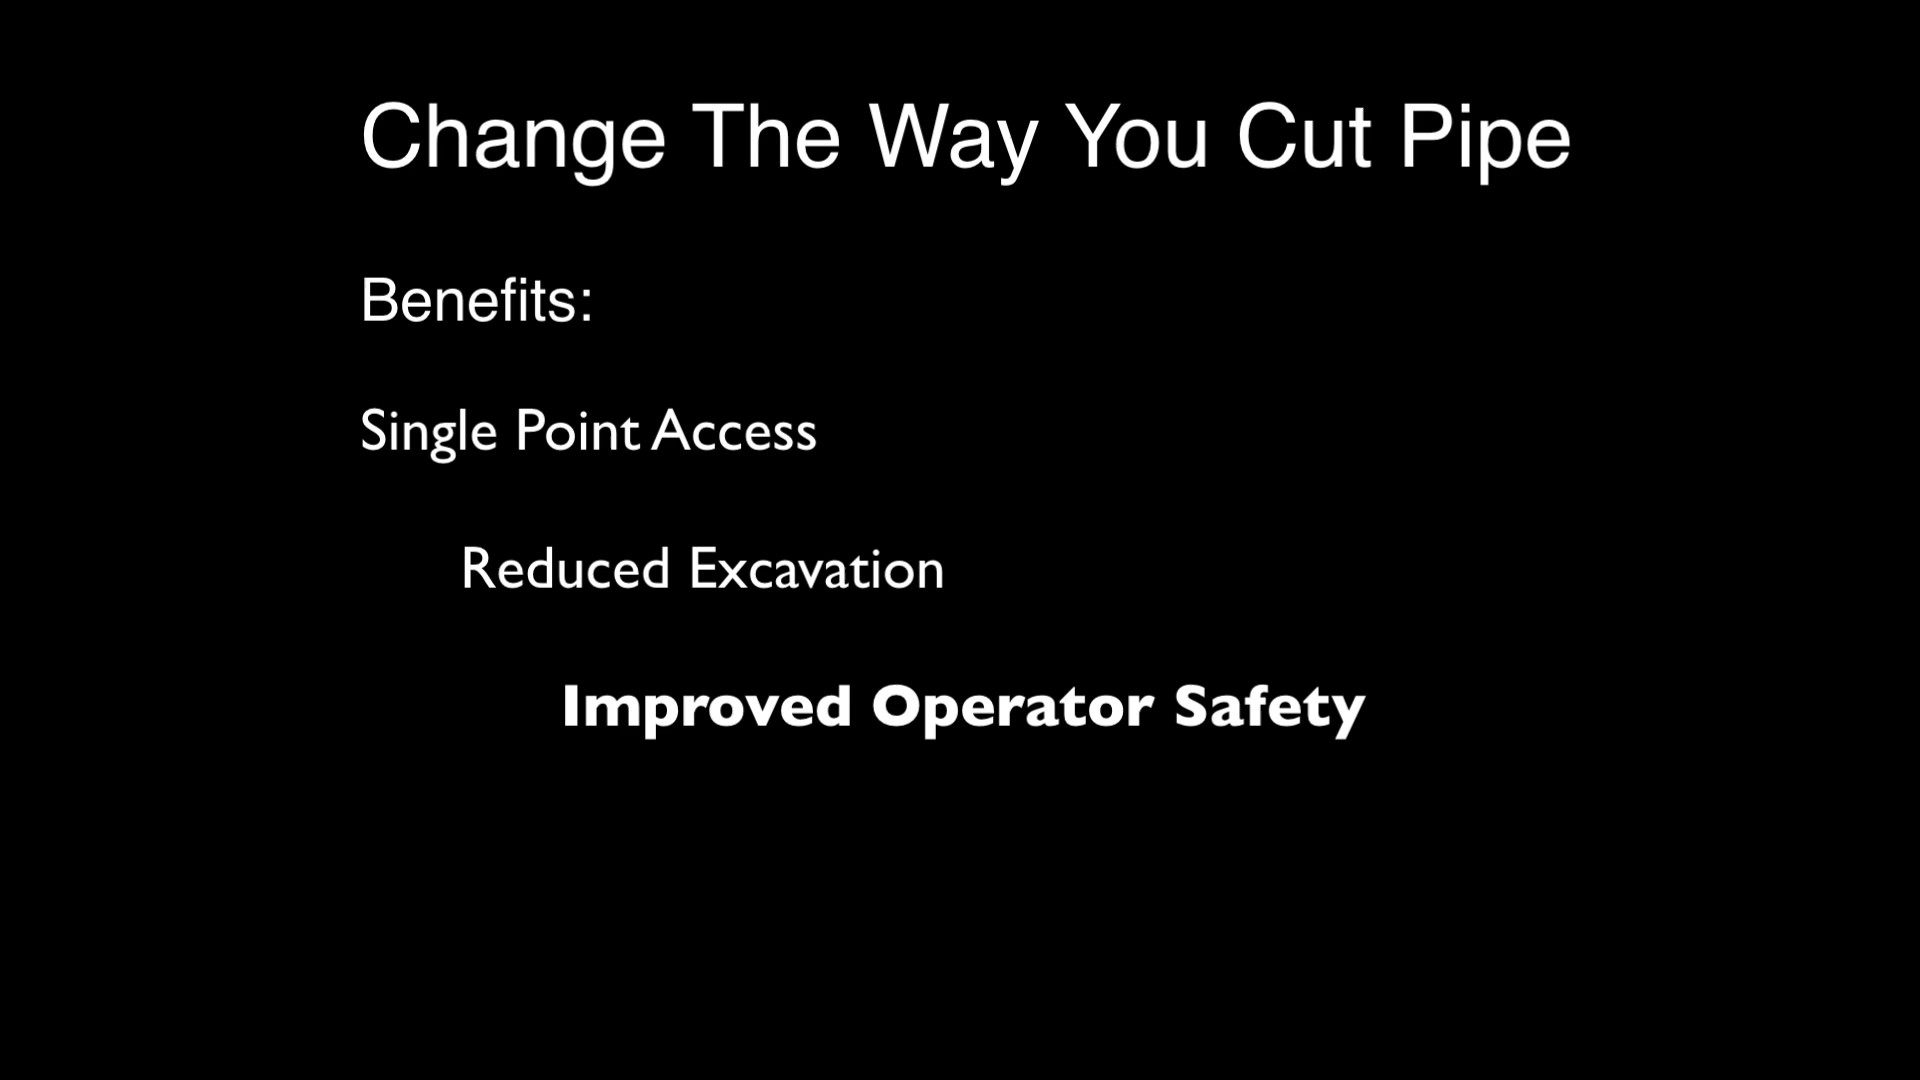 Change The Way You Cut Pipe
Benefits:
Single Point Access
Reduced Excavation
Improved Operator Safety